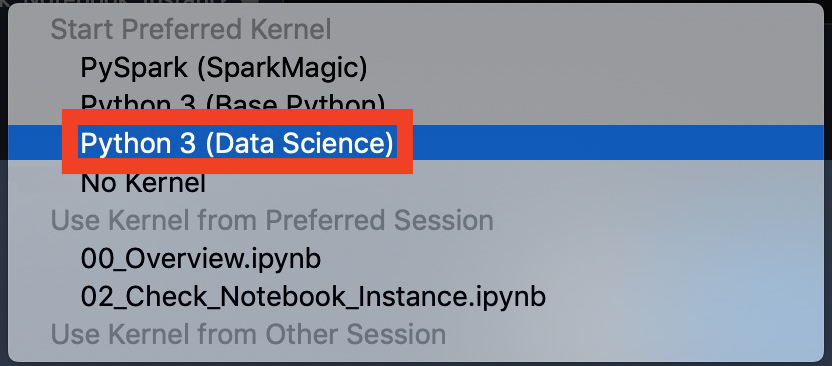 Start Preferred Kernel
PySpark (SparkMagic)
Python 3 (Base Python)
Python 3 (Data Science)
No Kernel
Use Kernel from Preferred Session
00_Overview.ipynb
02_Check_Notebook_Instance.ipynb
Use Kernel from Other Session